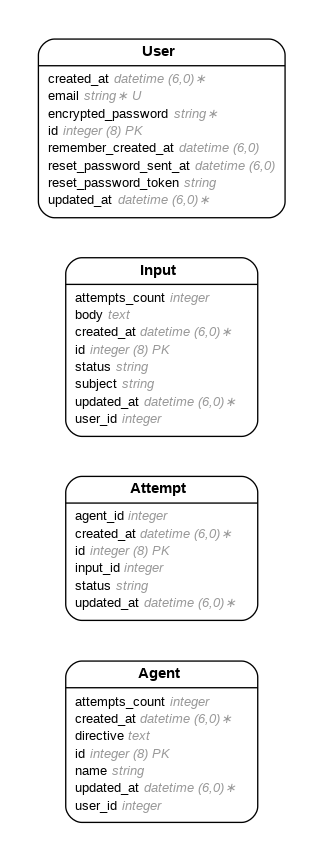 User
created_at datetime (6,0)∗
email string∗ U
encrypted_password string∗
id integer (8) PK
remember_created_at datetime (6,0)
reset_password_sent_at datetime (6,0)
reset_password_token string
updated_at datetime (6,0)∗
Input
attempts_count integer
body text
created_at datetime (6,0)∗
id integer (8) PK
status string
subject string
updated_at datetime (6,0)∗
user_id integer
Attempt
agent_id integer
created_at datetime (6,0)∗
id integer (8) PK
input_id integer
status string
updated_at datetime (6,0)∗
Agent
attempts_count integer
created_at datetime (6,0)∗
directive text
id integer (8) PK
name string
updated_at datetime (6,0)∗
user_id integer